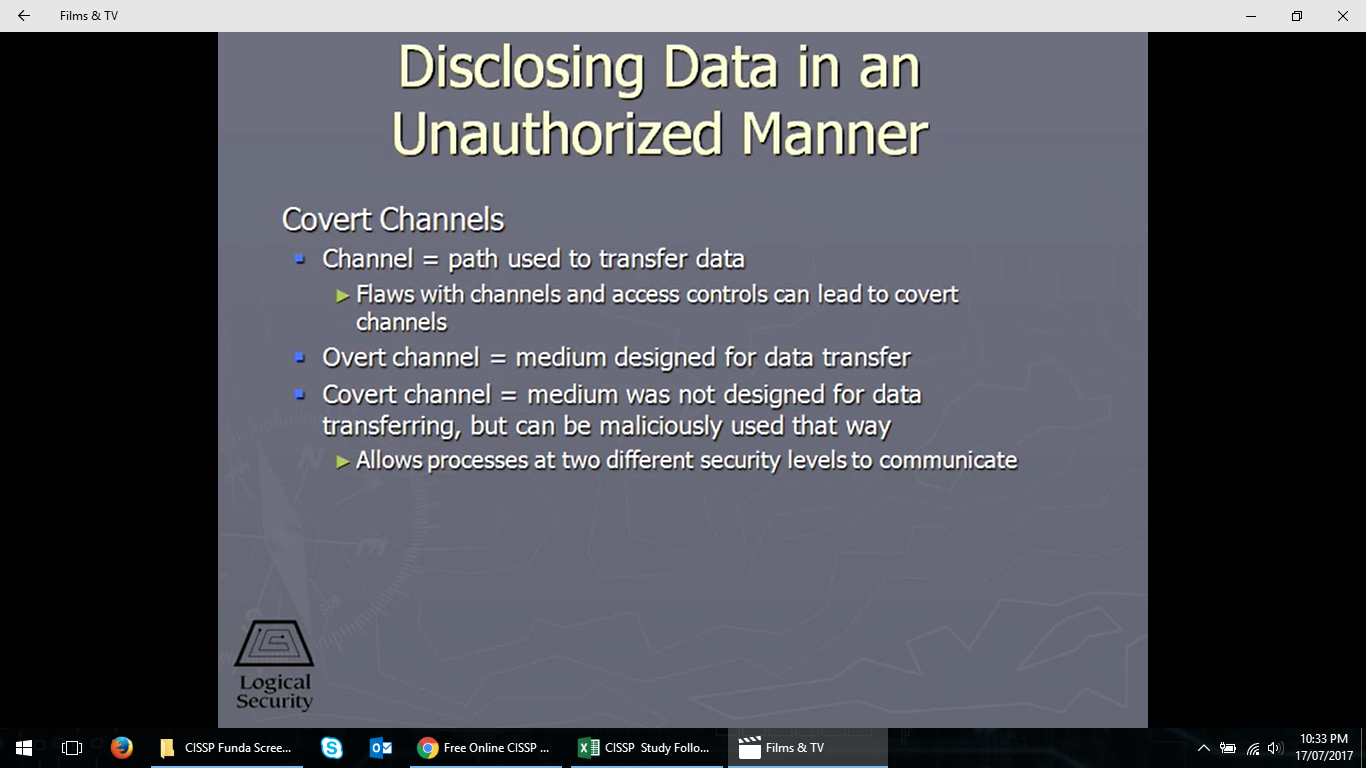 Films & TV
Disclosing Data in an
Unauthorized Manner
Covert Channels
Channel = path used to transfer data
Flaws with channels and access controls can lead to covert
channels
Overt channel = medium designed for data transfer
Covert channel = medium was not designed for data
transferring, but can be maliciously used that way
Allows processes at two different security levels to communicate
Logical
Security
CISSP Funda Scree...
Free Online CISSP ...
CISSP Study Follo...
Films & TV
10:33 PM
17/07/2017